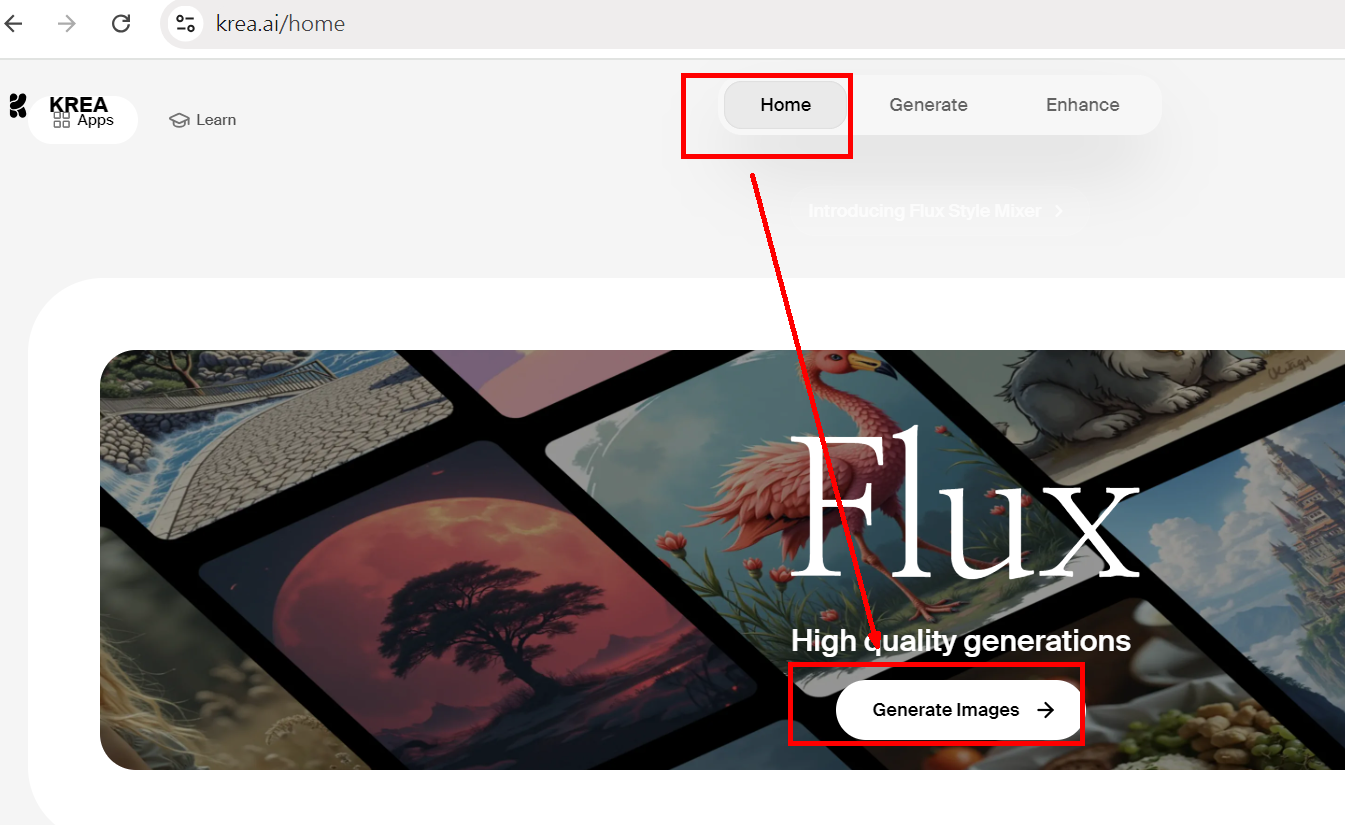 krea.ai/home
KREA
Home
Generate
Enhance
Apps
Learn
Introducing Flux Style Mixer
Flux
High quality generations
Generate Images